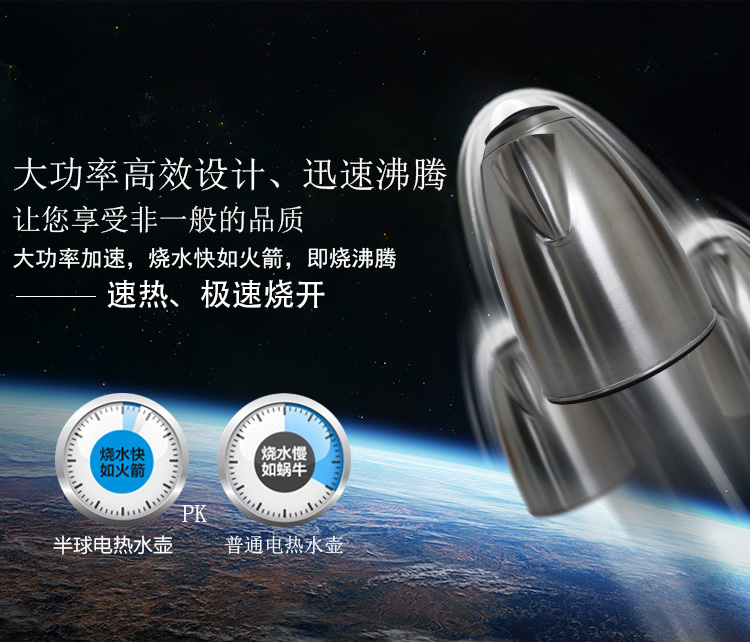 大功率高效设计、迅速沸腾
让您享受非一般的品质
大功率加速，烧水快如火箭，即烧沸腾
——— 速热、极速烧开
烧水快
如火箭
烧水慢
如蜗牛
PK
半球电热水壶
普通电热水壶